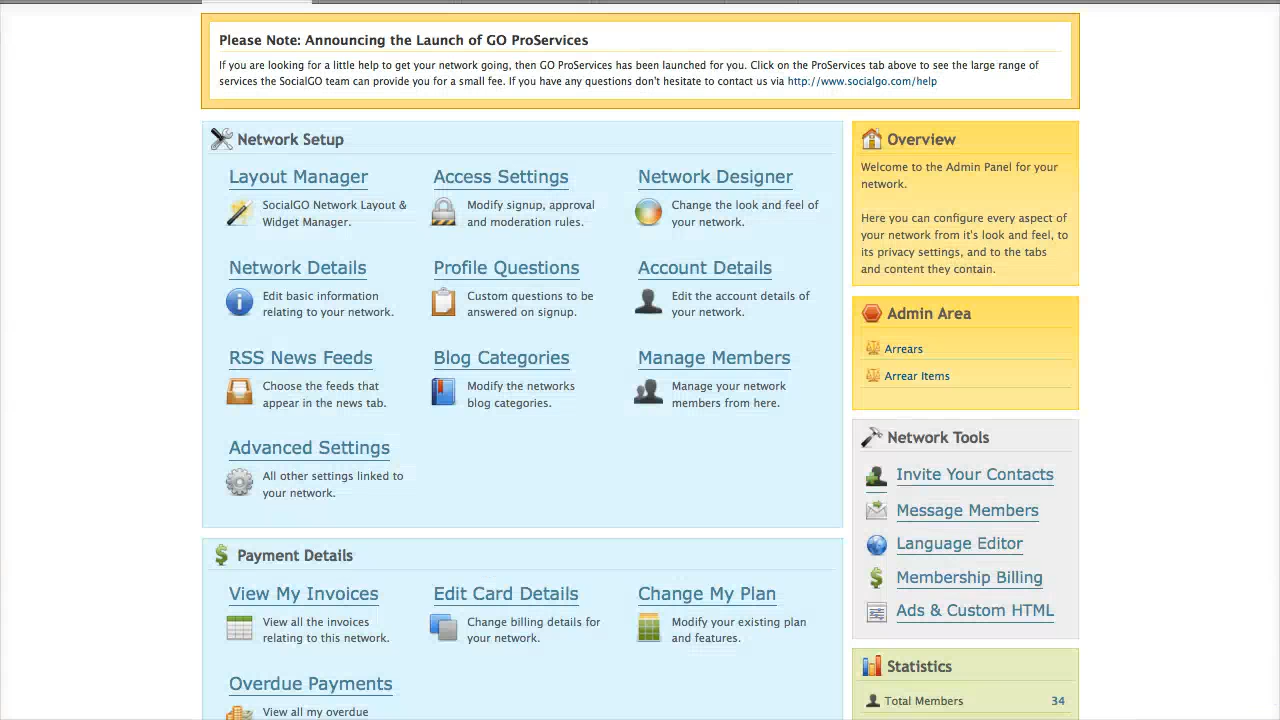 Please Note: Announcing the Launch of GO ProServices
If you are looking for a little help to get your network going, then GO ProServices has been launched for you. Click on the ProServices tab above to see the large range of
services the SocialGO team can provide you for a small fee. If you have any questions don't hesitate to contact us via http://www.socialgo.com/help
Network Setup
Layout Manager
SocialGO Network Layout &
Widget Manager.
Access Settings
Modify signup, approval
and moderation rules.
Network Designer
Change the look and feel of
your network.
Network Details
Edit basic information
relating to your network.
Profile Questions
Custom questions to be
answered on signup.
Account Details
Edit the account details of
your network.
RSS News Feeds
Choose the feeds that
appear in the news tab.
Blog Categories
Modify the networks
blog categories.
Manage Members
Manage your network
members from here.
Advanced Settings
All other settings linked to
your network.
Payment Details
View My Invoices
View all the invoices
relating to this network.
Edit Card Details
Change billing details for
your network.
Change My Plan
Modify your existing plan
and features.
Overdue Payments
View all my overdue
Overview
Welcome to the Admin Panel for your
network.
Here you can configure every aspect of
your network from it's look and feel, to
its privacy settings, and to the tabs
and content they contain.
Admin Area
Arrears
Arrear Items
Network Tools
Invite Your Contacts
Message Members
Language Editor
Membership Billing
Ads & Custom HTML
Statistics
Total Members 34